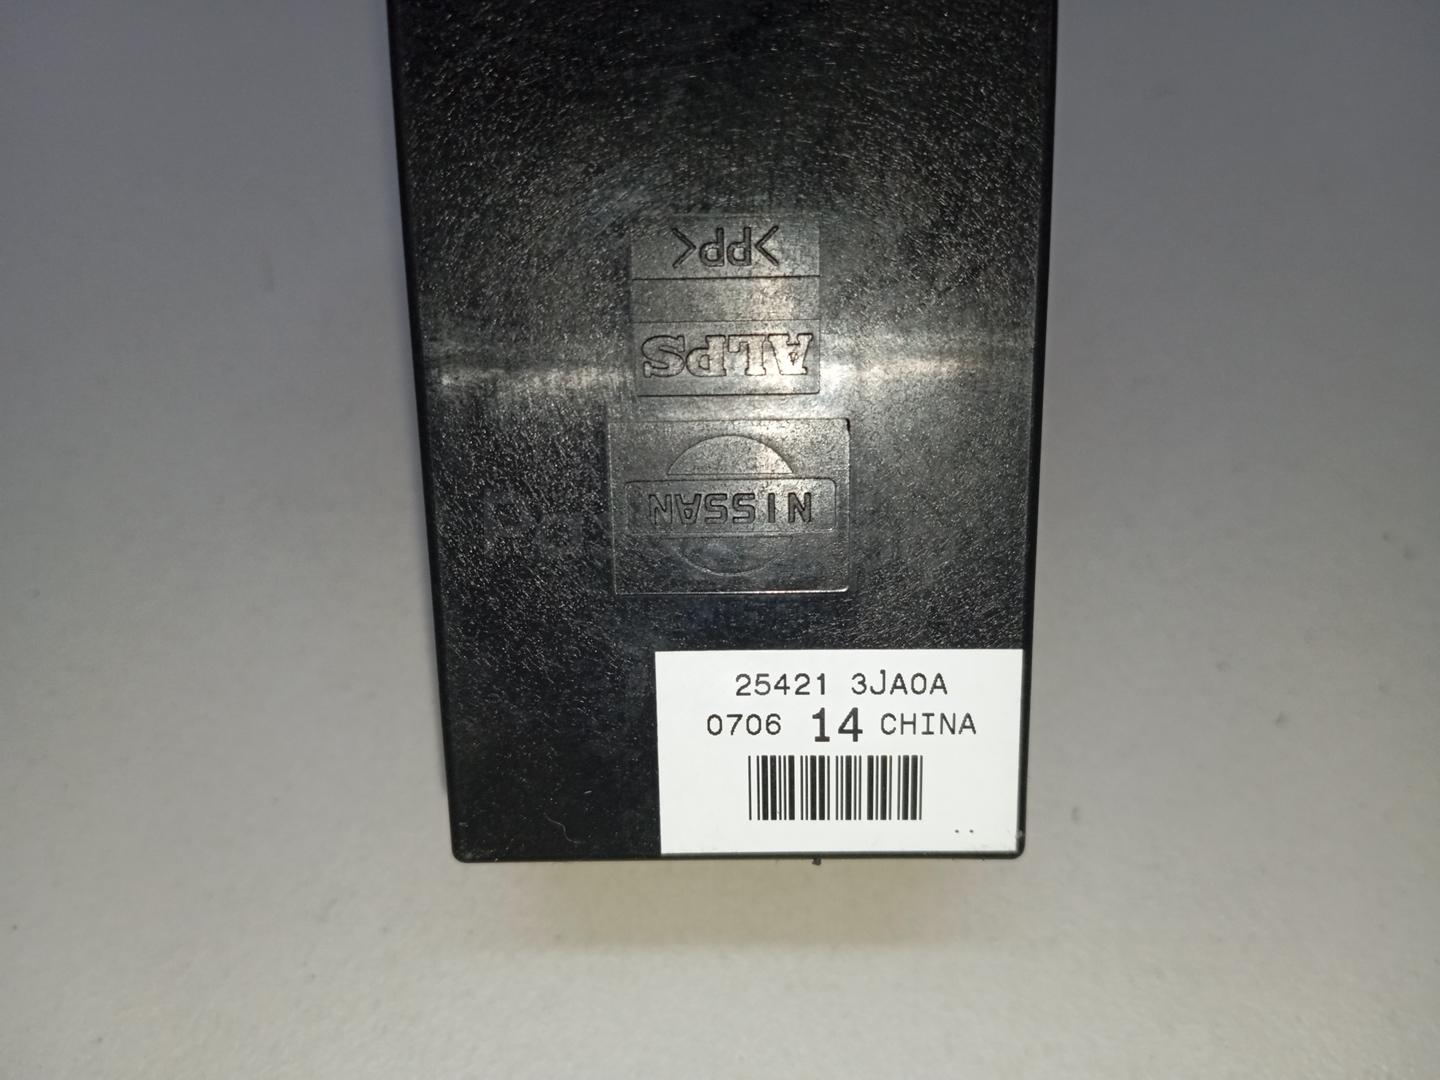 >PP<
ALPS
NISSAN
25421 3JA0A
0706 14 CHINA